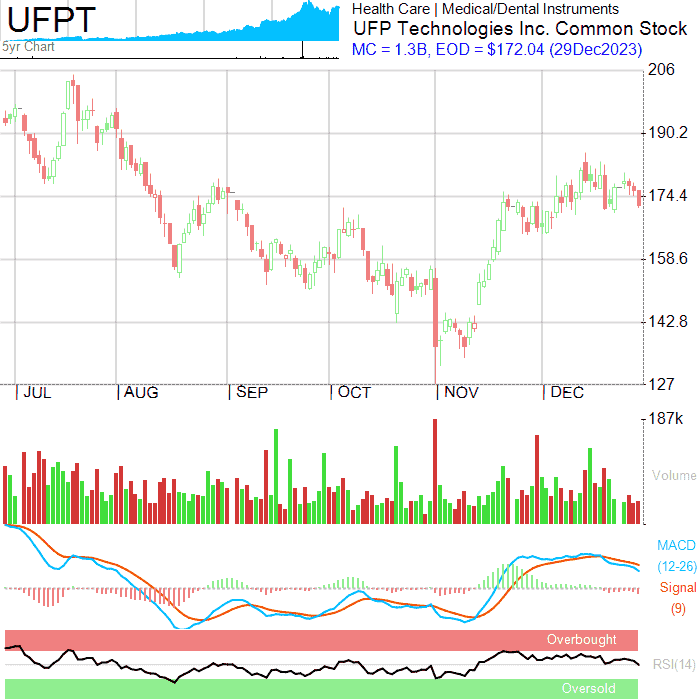 UFPT
5yr Chart
Health Care | Medical/Dental Instruments
UFP Technologies Inc. Common Stock
MC = 1.3B, EOD = $172.04 (29Dec2023)
206
190.2
174.4
158.6
142.8
127
JUL AUG SEP OCT NOV DEC
187k
Volume
MACD
(12-26)
Signal
(9)
Overbought
RSI(14)
Oversold